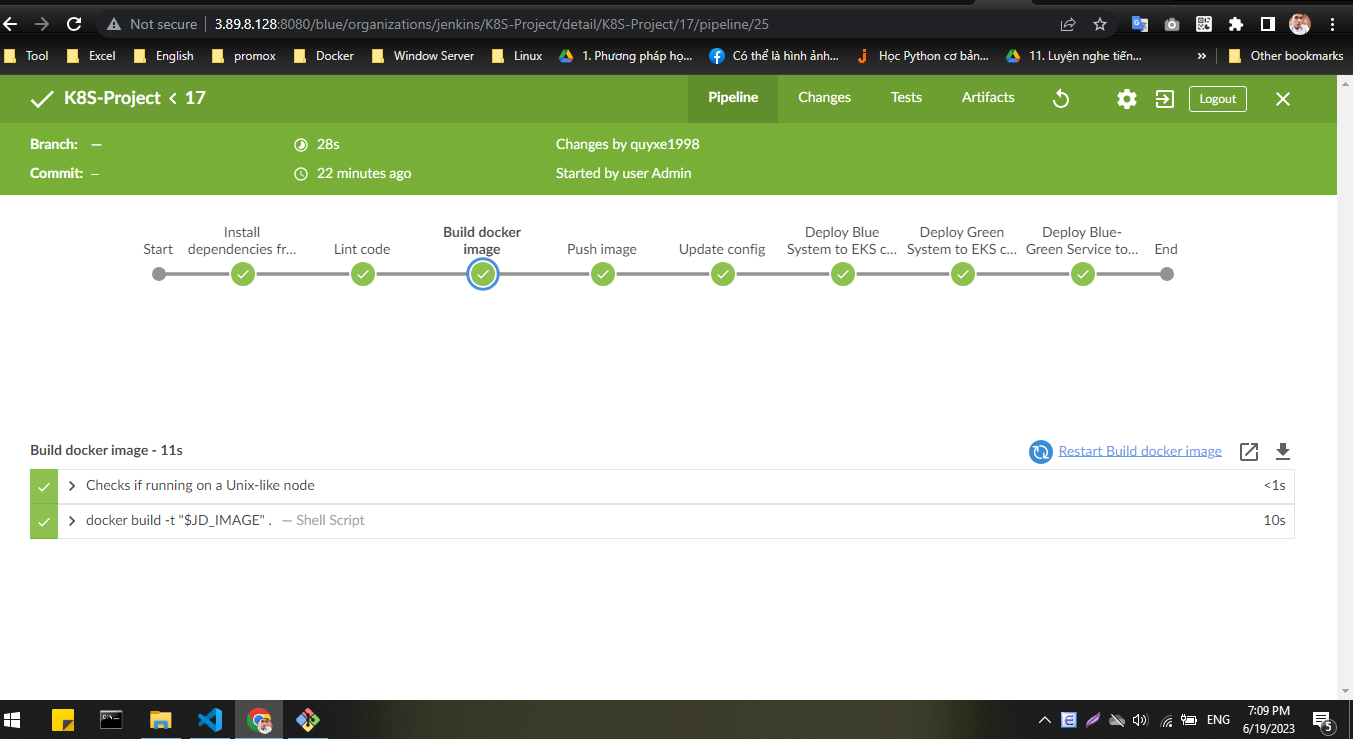 Not secure | 3.89.8.128:8080/blue/organizations/jenkins/K8S-Project/detail/K8S-Project/17/pipeline/25
Tool Excel English promox Docker Window Server Linux 1. Phương pháp họ... Có thể là hình ảnh... Học Python cơ bản... 11. Luyện nghe tiến... » Other bookmarks
K8S-Project < 17 Pipeline Changes Tests Artifacts Logout
Branch: — 28s Changes by quyxe1998
Commit: — 22 minutes ago Started by user Admin
Start
Install
dependencies fr...
Lint code
Build docker
image
Push image
Update config
Deploy Blue
System to EKS c...
Deploy Green
System to EKS c...
Deploy Blue-
Green Service to...
End
Build docker image - 11s Restart Build docker image
Checks if running on a Unix-like node <1s
docker build -t "$JD_IMAGE" . — Shell Script 10s
ENG
7:09 PM
6/19/2023
5